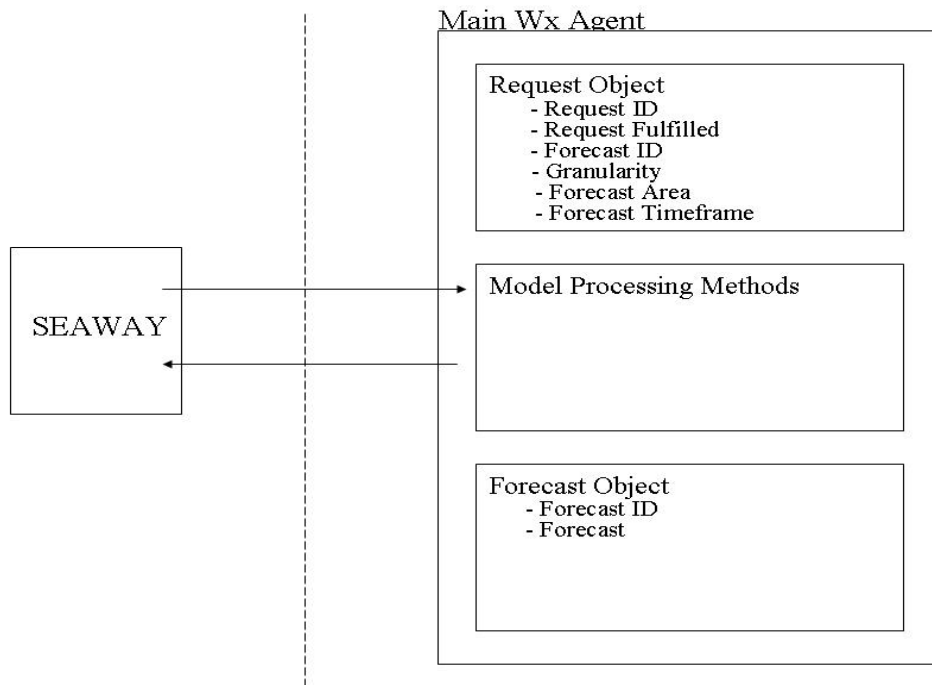 Main Wx Agent
Request Object
- Request ID
- Request Fulfilled
- Forecast ID
- Granularity
- Forecast Area
- Forecast Timeframe
SEAWAY
Model Processing Methods
Forecast Object
- Forecast ID
- Forecast